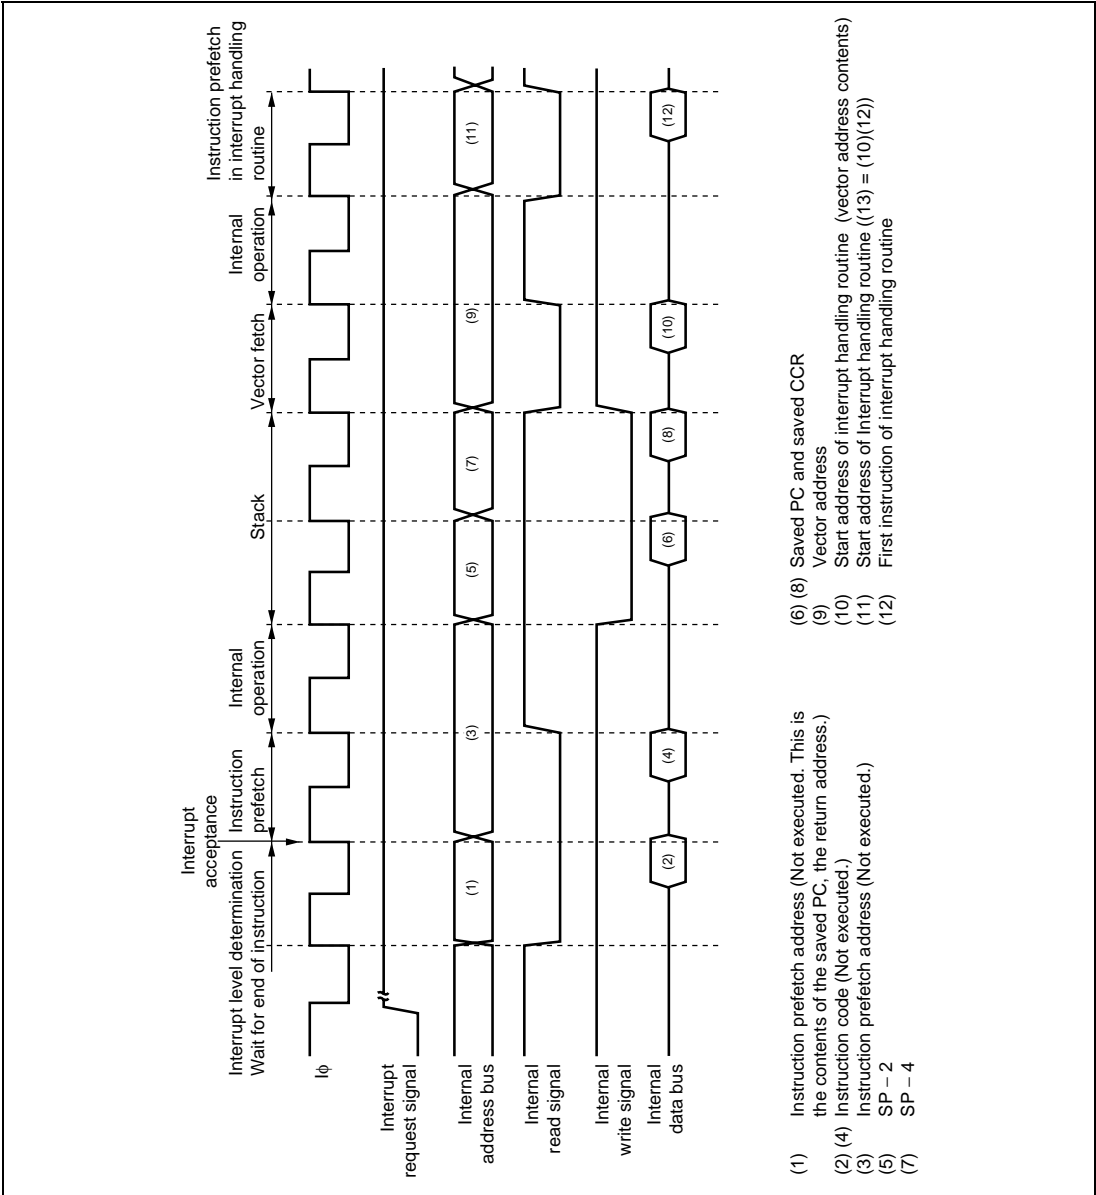 Interrupt
acceptance
Interrupt level determination
Wait for end of instruction
Instruction
prefetch
Internal
operation
Stack
Vector fetch
Internal
operation
Instruction prefetch
in interrupt handling
routine
Iϕ
Interrupt
request signal
Internal
address bus
(1)
(3)
(5)
(7)
(9)
(11)
Internal
read signal
Internal
write signal
Internal
data bus
(2)
(4)
(6)
(8)
(10)
(12)
(1) Instruction prefetch address (Not executed. This is
the contents of the saved PC, the return address.)
(2) (4) Instruction code (Not executed.)
(3) Instruction prefetch address (Not executed.)
(5) SP – 2
(7) SP – 4
(6) (8) Saved PC and saved CCR
(9) Vector address
(10) Start address of interrupt handling routine (vector address contents)
(11) Start address of Interrupt handling routine ((13) = (10)(12))
(12) First instruction of interrupt handling routine